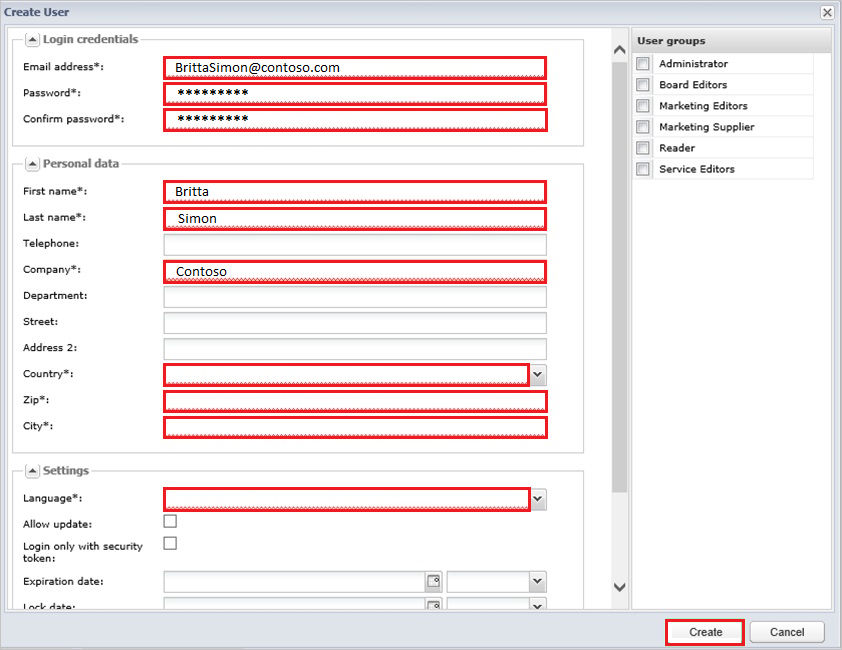 Create User
Login credentials
Email address*: BrittaSimon@contoso.com
Password*: *********
Confirm password*: *********
Personal data
First name*: Britta
Last name*: Simon
Telephone:
Company*: Contoso
Department:
Street:
Address 2:
Country*:
Zip*:
City*:
Settings
Language*:
Allow update:
Login only with security
token:
Expiration date:
Lock date:
User groups
Administrator
Board Editors
Marketing Editors
Marketing Supplier
Reader
Service Editors
Create Cancel